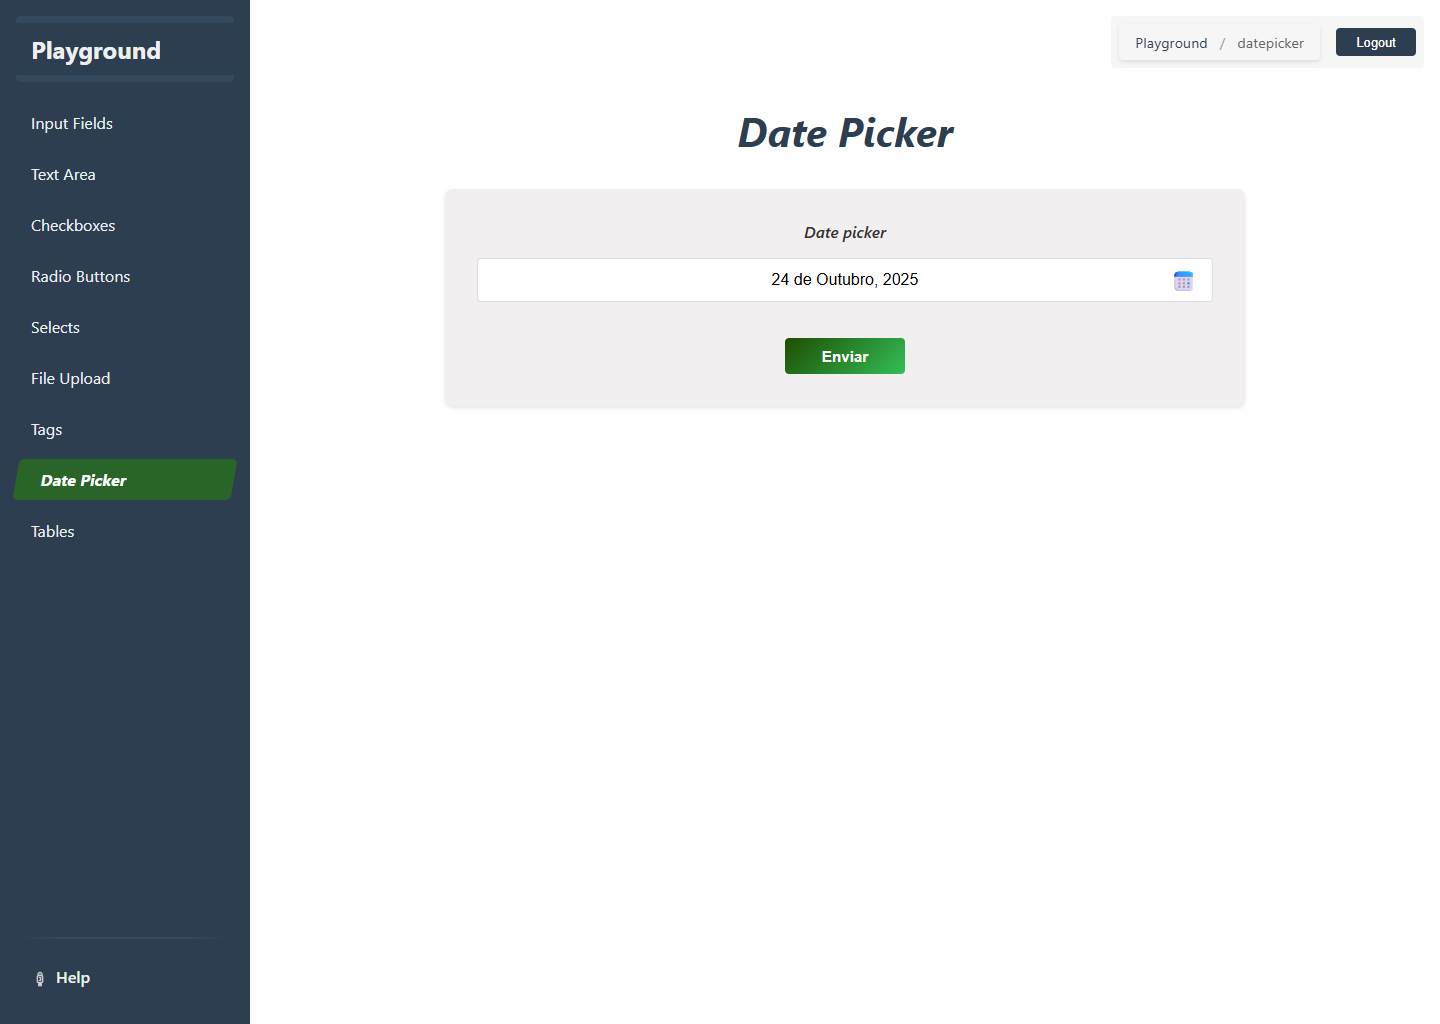 Playground
Input Fields
Text Area
Checkboxes
Radio Buttons
Selects
File Upload
Tags
Date Picker
Tables
Help
Playground / datepicker
Logout
Date Picker
Date picker
24 de Outubro, 2025
Enviar